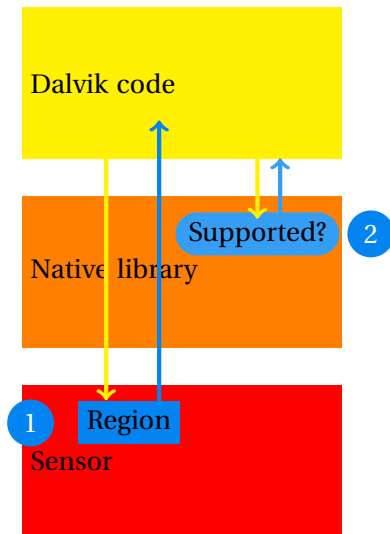 Dalvik code
Supported?
2
Native library
1
Region
Sensor